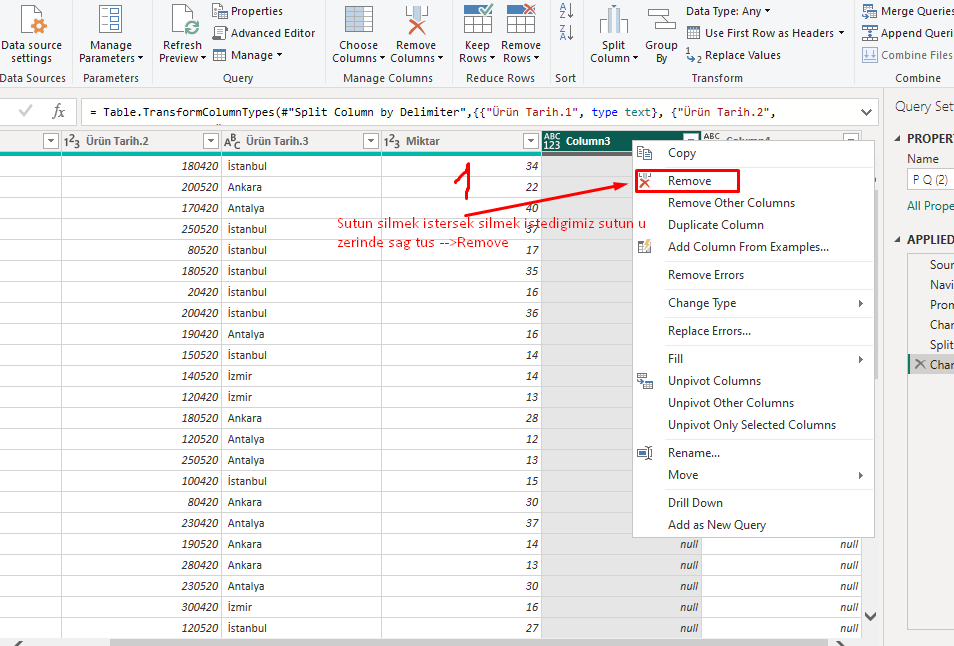 Properties
Advanced Editor
Manage
Data source
settings
Manage
Parameters
Refresh
Preview
Choose
Columns
Remove
Columns
Keep
Rows
Remove
Rows
Split
Column
Group
By
Data Type: Any
Use First Row as Headers
Replace Values
Merge Queries
Append Queri
Combine Files
Data Sources
Parameters
Query
Manage Columns
Reduce Rows
Sort
Transform
Combine
fx
= Table.TransformColumnTypes(#"Split Column by Delimiter",{{"Ürün Tarih.1", type text}, {"Ürün Tarih.2",
123 Ürün Tarih.2
ABC Ürün Tarih.3
123 Miktar
ABC 123 Column3
ABC
180420 İstanbul 34
200520 Ankara 22
170420 Antalya 40
250520 İstanbul 37
80520 İstanbul 17
180520 İstanbul 35
20420 İstanbul 16
200420 İstanbul 36
190420 Antalya 16
150520 İstanbul 14
140520 İzmir 14
120420 İzmir 13
180520 Ankara 28
120520 Antalya 12
250520 Antalya 13
100420 İstanbul 15
80420 Ankara 30
230420 Antalya 37
190520 Ankara 14 null null
280420 Ankara 13 null null
230520 Antalya 30 null null
300420 İzmir 16 null null
120520 İstanbul 27 null null
1
Sutun silmek istersek silmek istedigimiz sutun u
zerinde sag tus -->Remove
Copy
Remove
Remove Other Columns
Duplicate Column
Add Column From Examples...
Remove Errors
Change Type
Replace Errors...
Fill
Unpivot Columns
Unpivot Other Columns
Unpivot Only Selected Columns
Rename...
Move
Drill Down
Add as New Query
Query Set
PROPER
Name
P Q (2)
All Prope
APPLIED
Sour
Navi
Pron
Char
Split
Char